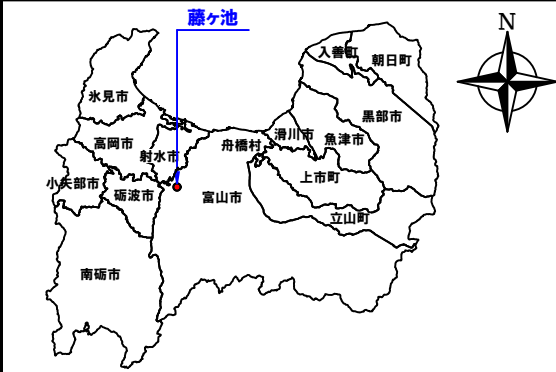 藤ヶ池
N
入善町
朝日町
氷見市
黒部市
高岡市
射水市
舟橋村
滑川市
魚津市
小矢部市
砺波市
富山市
上市町
立山町
南砺市